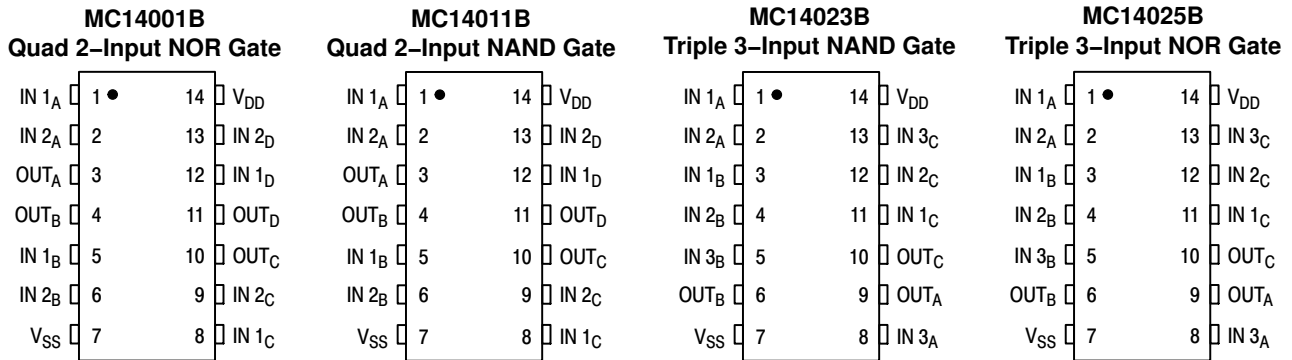 MC14001B
Quad 2–Input NOR Gate
IN 1A 1 14 VDD
IN 2A 2 13 IN 2D
OUTA 3 12 IN 1D
OUTB 4 11 OUTD
IN 1B 5 10 OUTC
IN 2B 6 9 IN 2C
VSS 7 8 IN 1C
MC14011B
Quad 2–Input NAND Gate
IN 1A 1 14 VDD
IN 2A 2 13 IN 2D
OUTA 3 12 IN 1D
OUTB 4 11 OUTD
IN 1B 5 10 OUTC
IN 2B 6 9 IN 2C
VSS 7 8 IN 1C
MC14023B
Triple 3–Input NAND Gate
IN 1A 1 14 VDD
IN 2A 2 13 IN 3C
IN 1B 3 12 IN 2C
IN 2B 4 11 IN 1C
IN 3B 5 10 OUTC
OUTB 6 9 OUTA
VSS 7 8 IN 3A
MC14025B
Triple 3–Input NOR Gate
IN 1A 1 14 VDD
IN 2A 2 13 IN 3C
IN 1B 3 12 IN 2C
IN 2B 4 11 IN 1C
IN 3B 5 10 OUTC
OUTB 6 9 OUTA
VSS 7 8 IN 3A